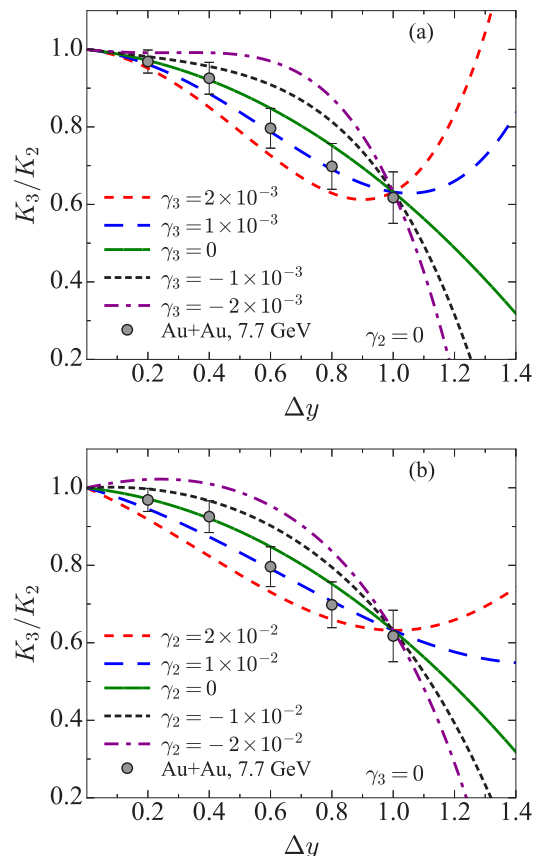 (a)
K₃/K₂
1.0
0.8
0.6
0.4
0.2
γ₃ = 2 × 10⁻³
γ₃ = 1 × 10⁻³
γ₃ = 0
γ₃ = − 1 × 10⁻³
γ₃ = − 2 × 10⁻³
Au+Au, 7.7 GeV
γ₂ = 0
0.2 0.4 0.6 0.8 1.0 1.2 1.4
Δy
(b)
K₃/K₂
1.0
0.8
0.6
0.4
0.2
γ₂ = 2 × 10⁻²
γ₂ = 1 × 10⁻²
γ₂ = 0
γ₂ = − 1 × 10⁻²
γ₂ = − 2 × 10⁻²
Au+Au, 7.7 GeV
γ₃ = 0
0.2 0.4 0.6 0.8 1.0 1.2 1.4
Δy